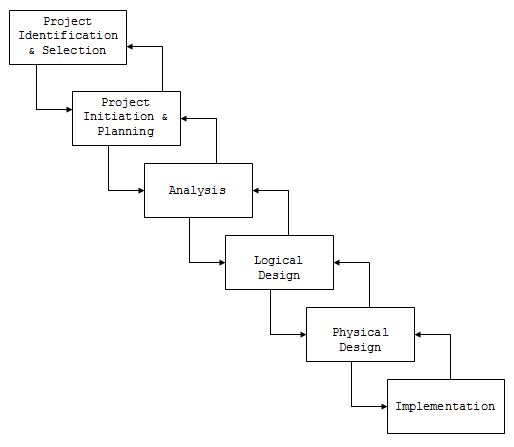 Project
Identification
& Selection
Project
Initiation &
Planning
Analysis
Logical
Design
Physical
Design
Implementation